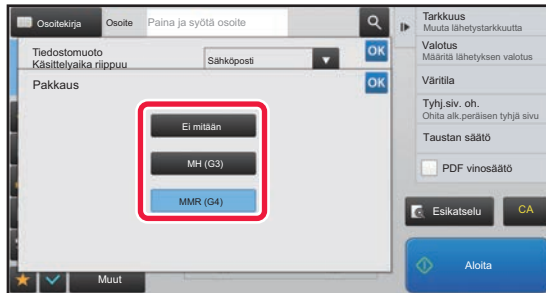 Osoitekirja
Osoite
Paina ja syötä osoite
Tiedostomuoto
Käsittelyaika riippuu
Sähköposti
OK
Pakkaus
OK
Ei mitään
MH (G3)
MMR (G4)
Muut
Tarkkuus
Muuta lähetystarkkuutta
Valotus
Määritä lähetyksen valotus
Väritila
Tyhj.siv. oh.
Ohita alk.peräisen tyhjä sivu
Taustan säätö
PDF vinosäätö
Esikatselu
CA
Aloita